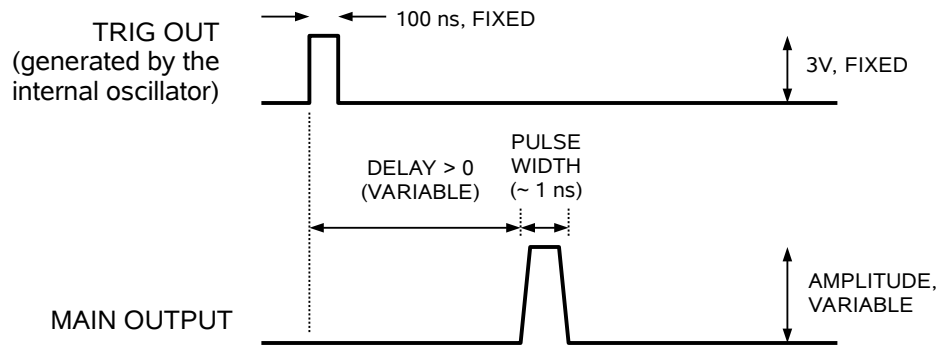 TRIG OUT
(generated by the
internal oscillator)
100 ns, FIXED
3V, FIXED
DELAY > 0
(VARIABLE)
PULSE
WIDTH
(~ 1 ns)
MAIN OUTPUT
AMPLITUDE,
VARIABLE